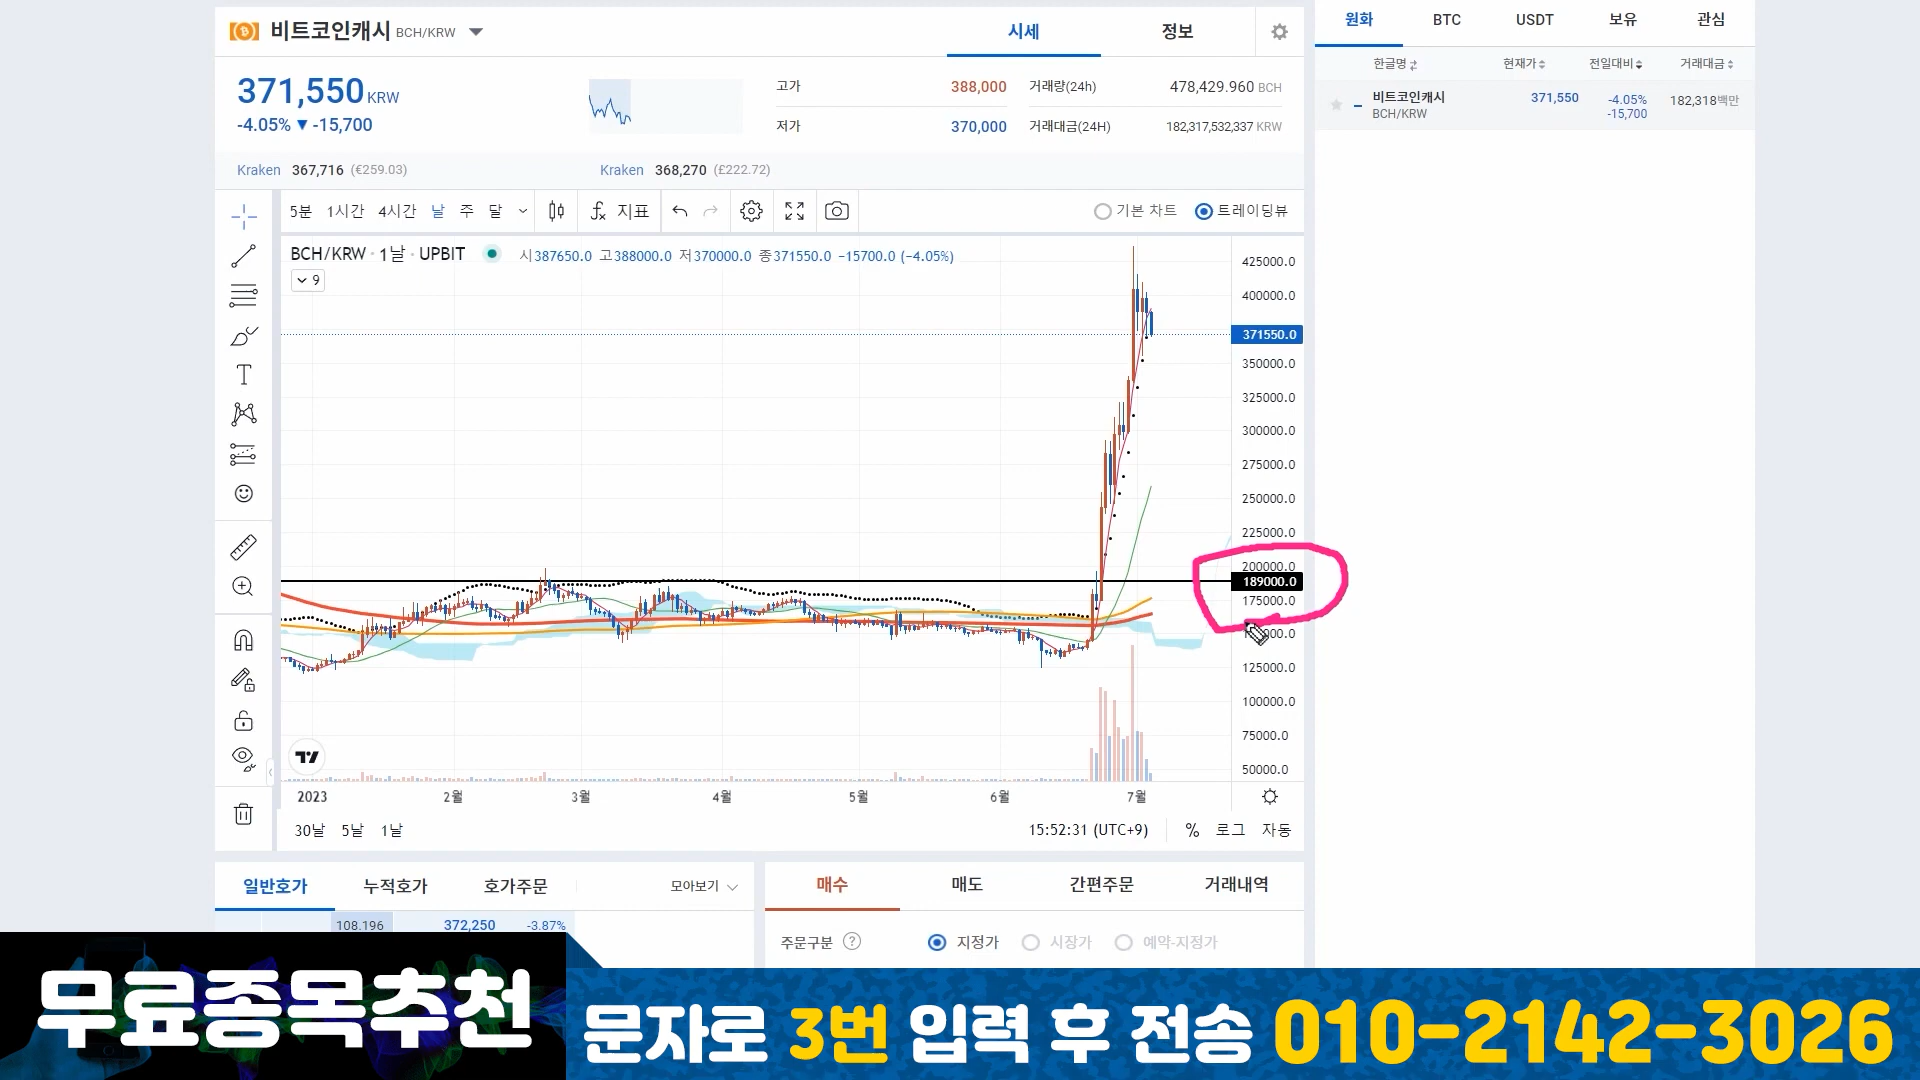 비트코인캐시 BCH/KRW
시세
정보
371,550 KRW
-4.05% ▼ -15,700
고가 388,000
거래량(24h) 478,429.960 BCH
저가 370,000
거래대금(24H) 182,317,532,337 KRW
Kraken 367,716 (€259.03)
Kraken 368,270 (£222.72)
원화 BTC USDT 보유 관심
한글명 현재가 전일대비 거래대금
비트코인캐시 371,550 -4.05% 182,318백만
BCH/KRW -15,700
5분 1시간 4시간 날 주 달
지표
기본 차트 트레이딩뷰
BCH/KRW · 1날 · UPBIT 시387650.0 고388000.0 저370000.0 종371550.0 -15700.0 (-4.05%)
9
425000.0
400000.0
371550.0
350000.0
325000.0
300000.0
275000.0
250000.0
225000.0
200000.0
189000.0
175000.0
125000.0
100000.0
75000.0
50000.0
2023 2월 3월 4월 5월 6월 7월
30날 5날 1날
15:52:31 (UTC+9) % 로그 자동
일반호가 누적호가 호가주문 모아보기
매수 매도 간편주문 거래내역
108.196 372,250 -3.87%
주문구분 ? 지정가 시장가 예약-지정가
무료종목추천
문자로 3번 입력 후 전송 010-2142-3026